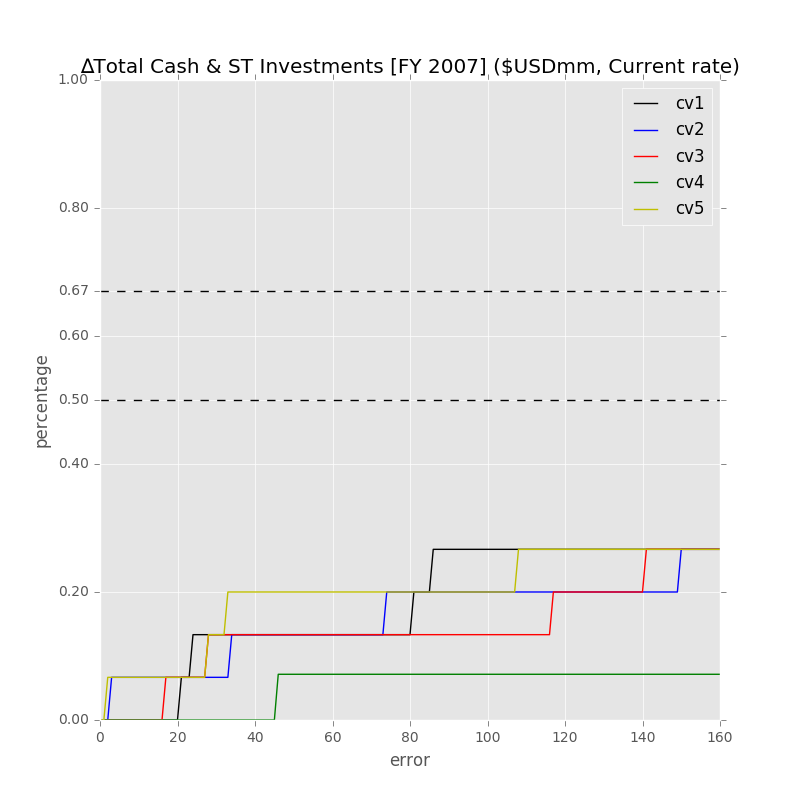 ΔTotal Cash & ST Investments [FY 2007] ($USDmm, Current rate)
1.00
0.80
0.67
0.60
0.50
0.40
0.20
0.00
percentage
cv1
cv2
cv3
cv4
cv5
0 20 40 60 80 100 120 140 160
error